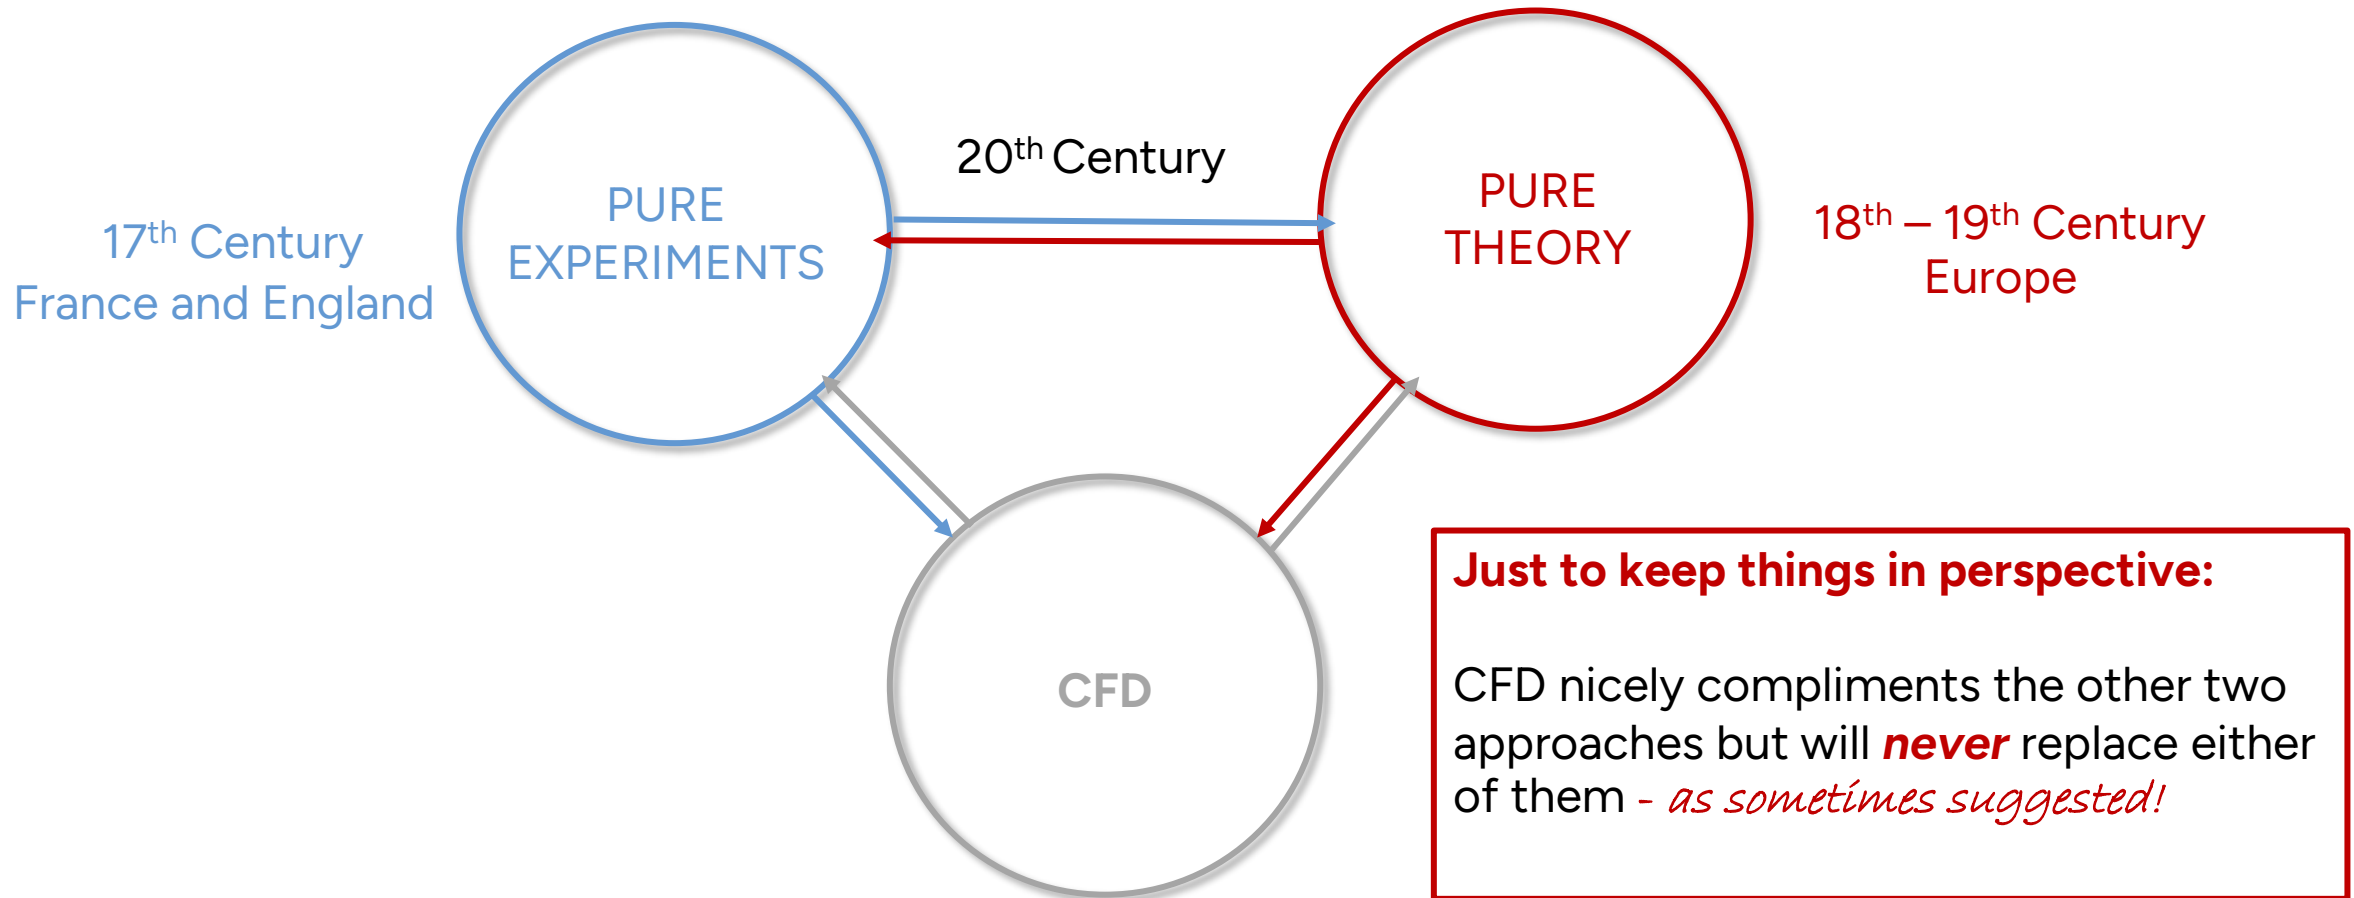 17th Century
France and England
PURE
EXPERIMENTS
20th Century
PURE
THEORY
18th – 19th Century
Europe
CFD
Just to keep things in perspective:
CFD nicely compliments the other two
approaches but will never replace either
of them - as sometimes suggested!